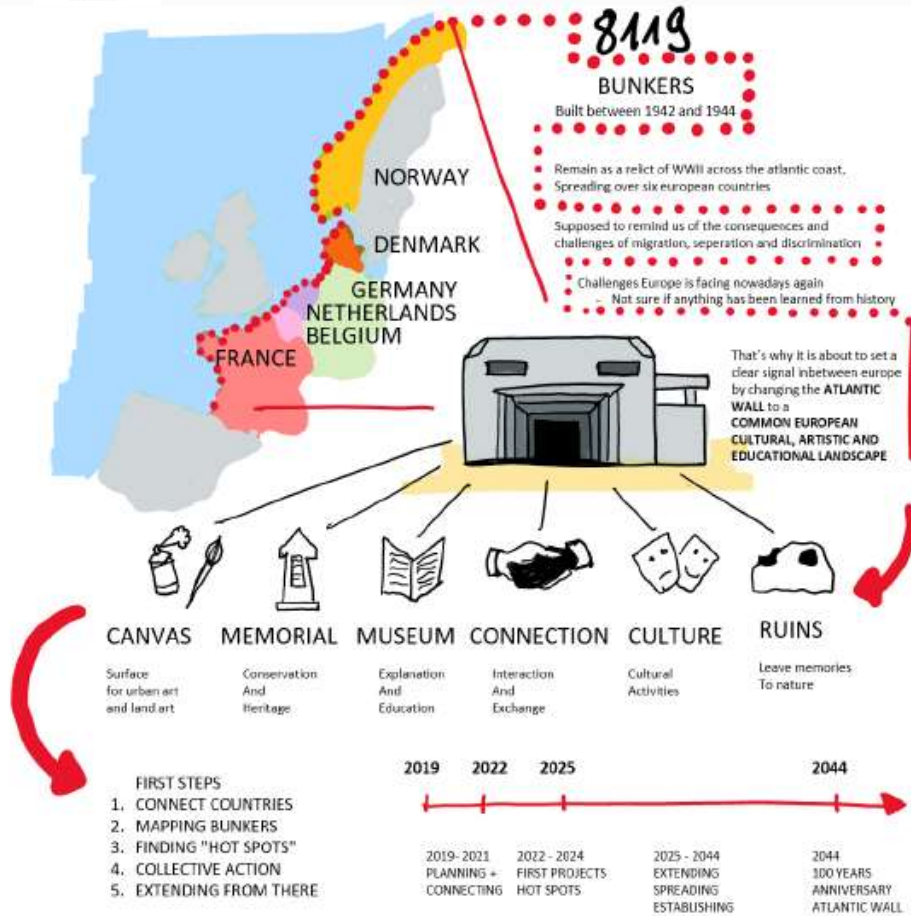 8119
BUNKERS
Built between 1942 and 1944
Remain as a relict of WWII across the atlantic coast,
Spreading over six european countries
Supposed to remind us of the consequences and
challenges of migration, seperation and discrimination
Challenges Europe is facing nowadays again
- Not sure if anything has been learned from history
NORWAY
DENMARK
GERMANY
NETHERLANDS
BELGIUM
FRANCE
That's why it is about to set a
clear signal inbetween europe
by changing the ATLANTIC
WALL to a
COMMON EUROPEAN
CULTURAL, ARTISTIC AND
EDUCATIONAL LANDSCAPE
CANVAS
Surface
for urban art
and land art
MEMORIAL
Conservation
And
Heritage
MUSEUM
Explanation
And
Education
CONNECTION
Interaction
And
Exchange
CULTURE
Cultural
Activities
RUINS
Leave memories
To nature
FIRST STEPS
1. CONNECT COUNTRIES
2. MAPPING BUNKERS
3. FINDING "HOT SPOTS"
4. COLLECTIVE ACTION
5. EXTENDING FROM THERE
2019
2022
2025
2044
2019-2021
PLANNING +
CONNECTING
2022 - 2024
FIRST PROJECTS
HOT SPOTS
2025 - 2044
EXTENDING
SPREADING
ESTABLISHING
2044
100 YEARS
ANNIVERSARY
ATLANTIC WALL